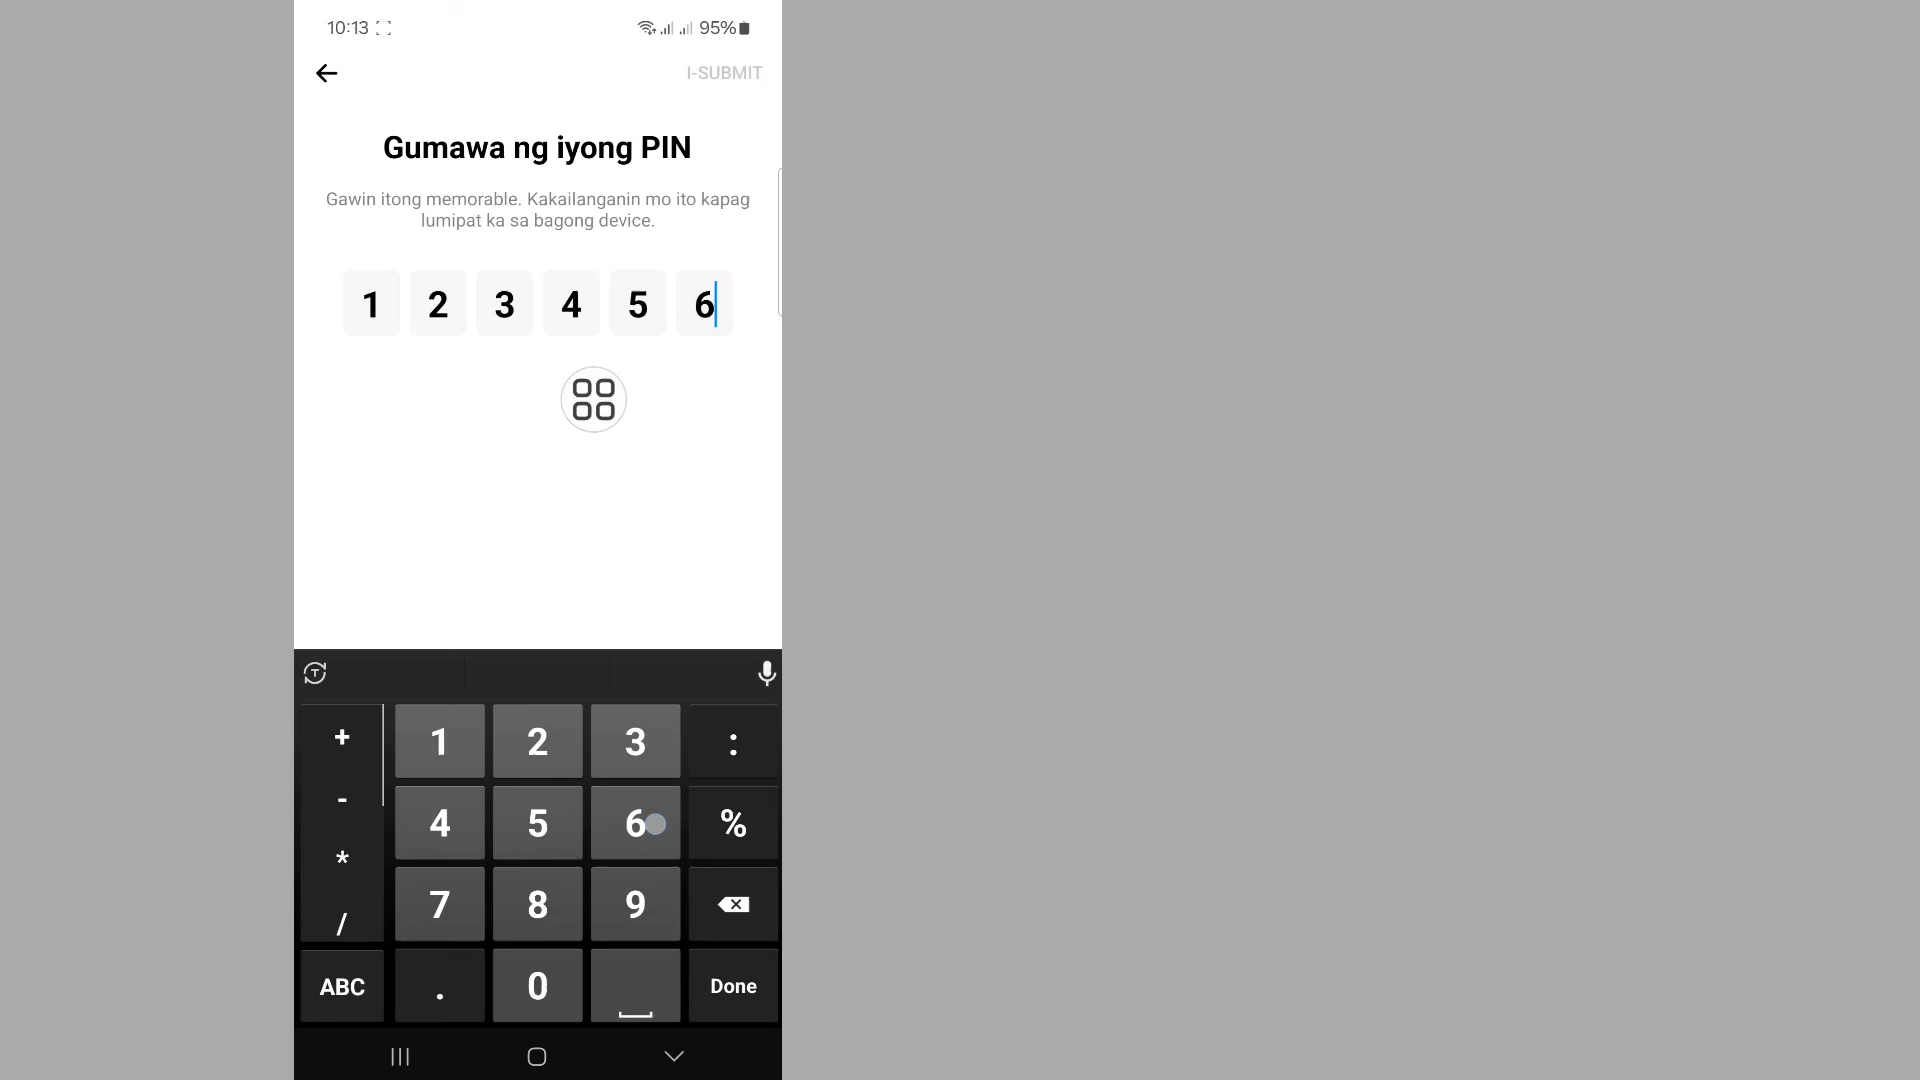 10:13 95%
I-SUBMIT
Gumawa ng iyong PIN
Gawin itong memorable. Kakailanganin mo ito kapag
lumipat ka sa bagong device.
1 2 3 4 5 6
T
+ 1 2 3 :
- 4 5 6 %
*
/ 7 8 9
ABC . 0 Done